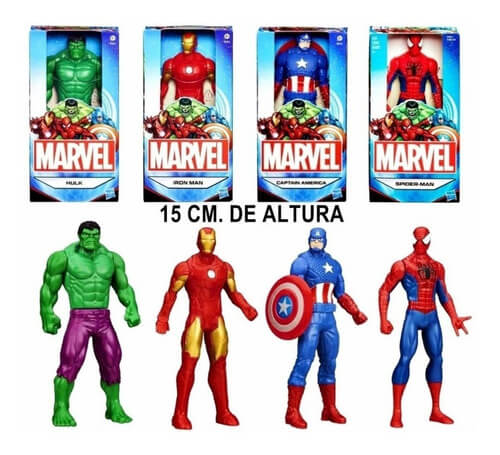 MARVEL
HULK
MARVEL
IRON MAN
MARVEL
CAPTAIN AMERICA
MARVEL
SPIDER-MAN
15 CM. DE ALTURA